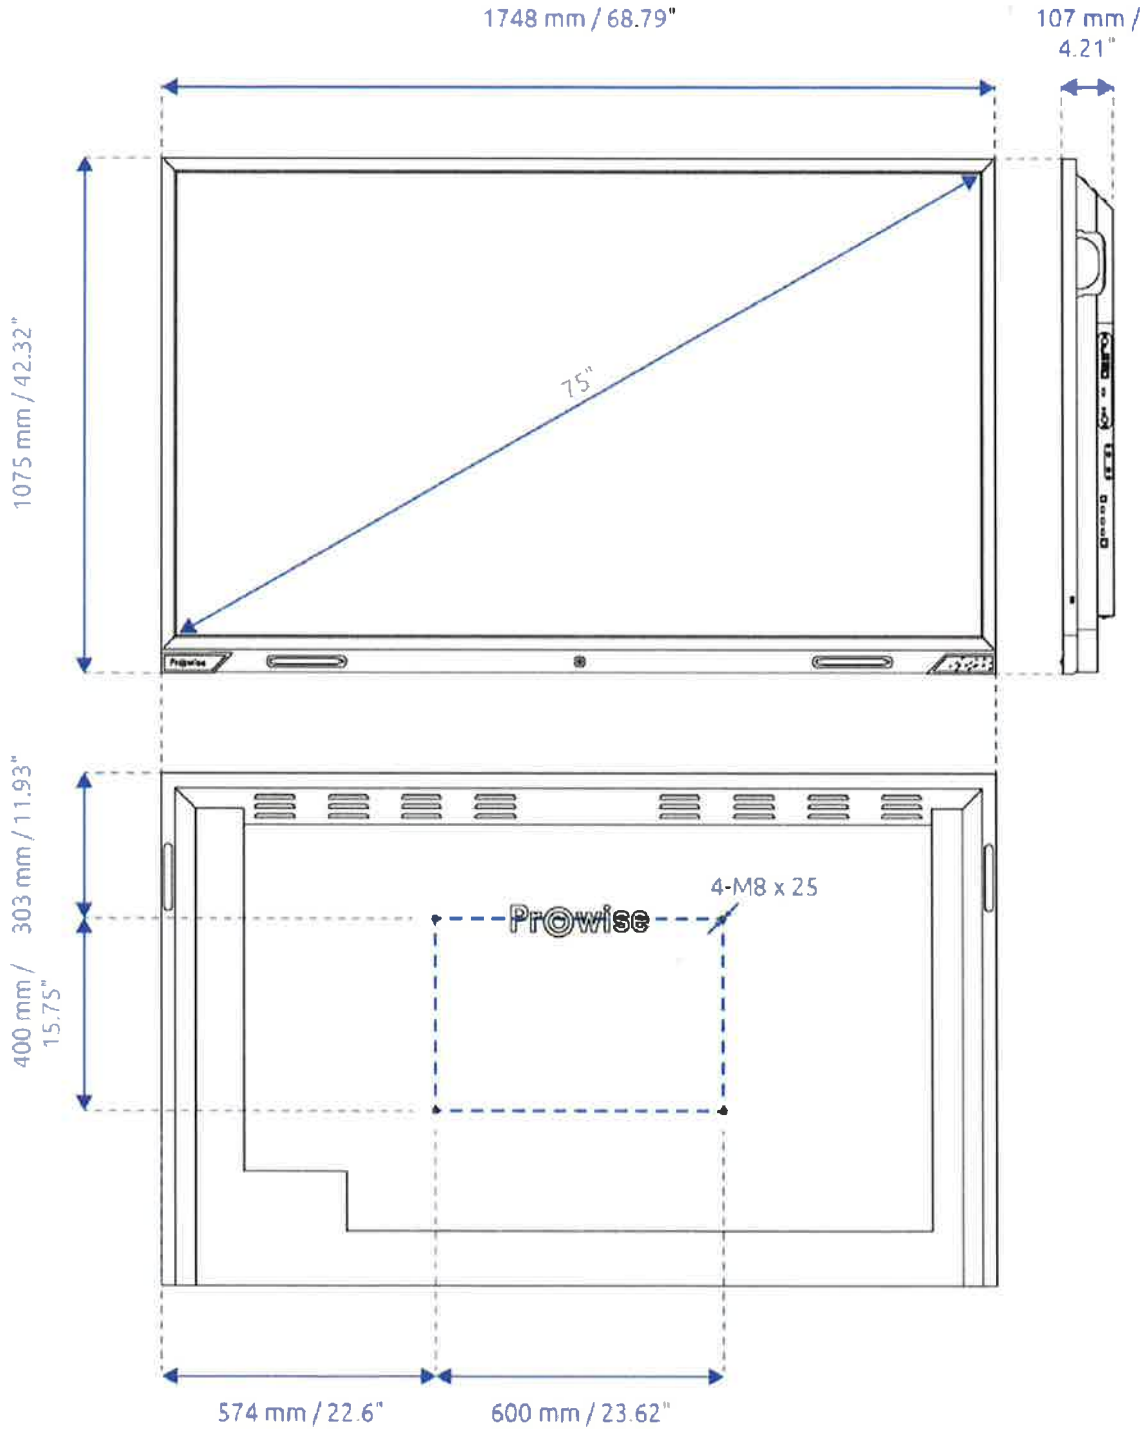 1748 mm / 68.79"
107 mm /
4.21"
1075 mm / 42.32"
75"
Prowise
303 mm / 11.93"
400 mm /
15.75"
4-M8 x 25
Prowise
574 mm / 22.6"
600 mm / 23.62"